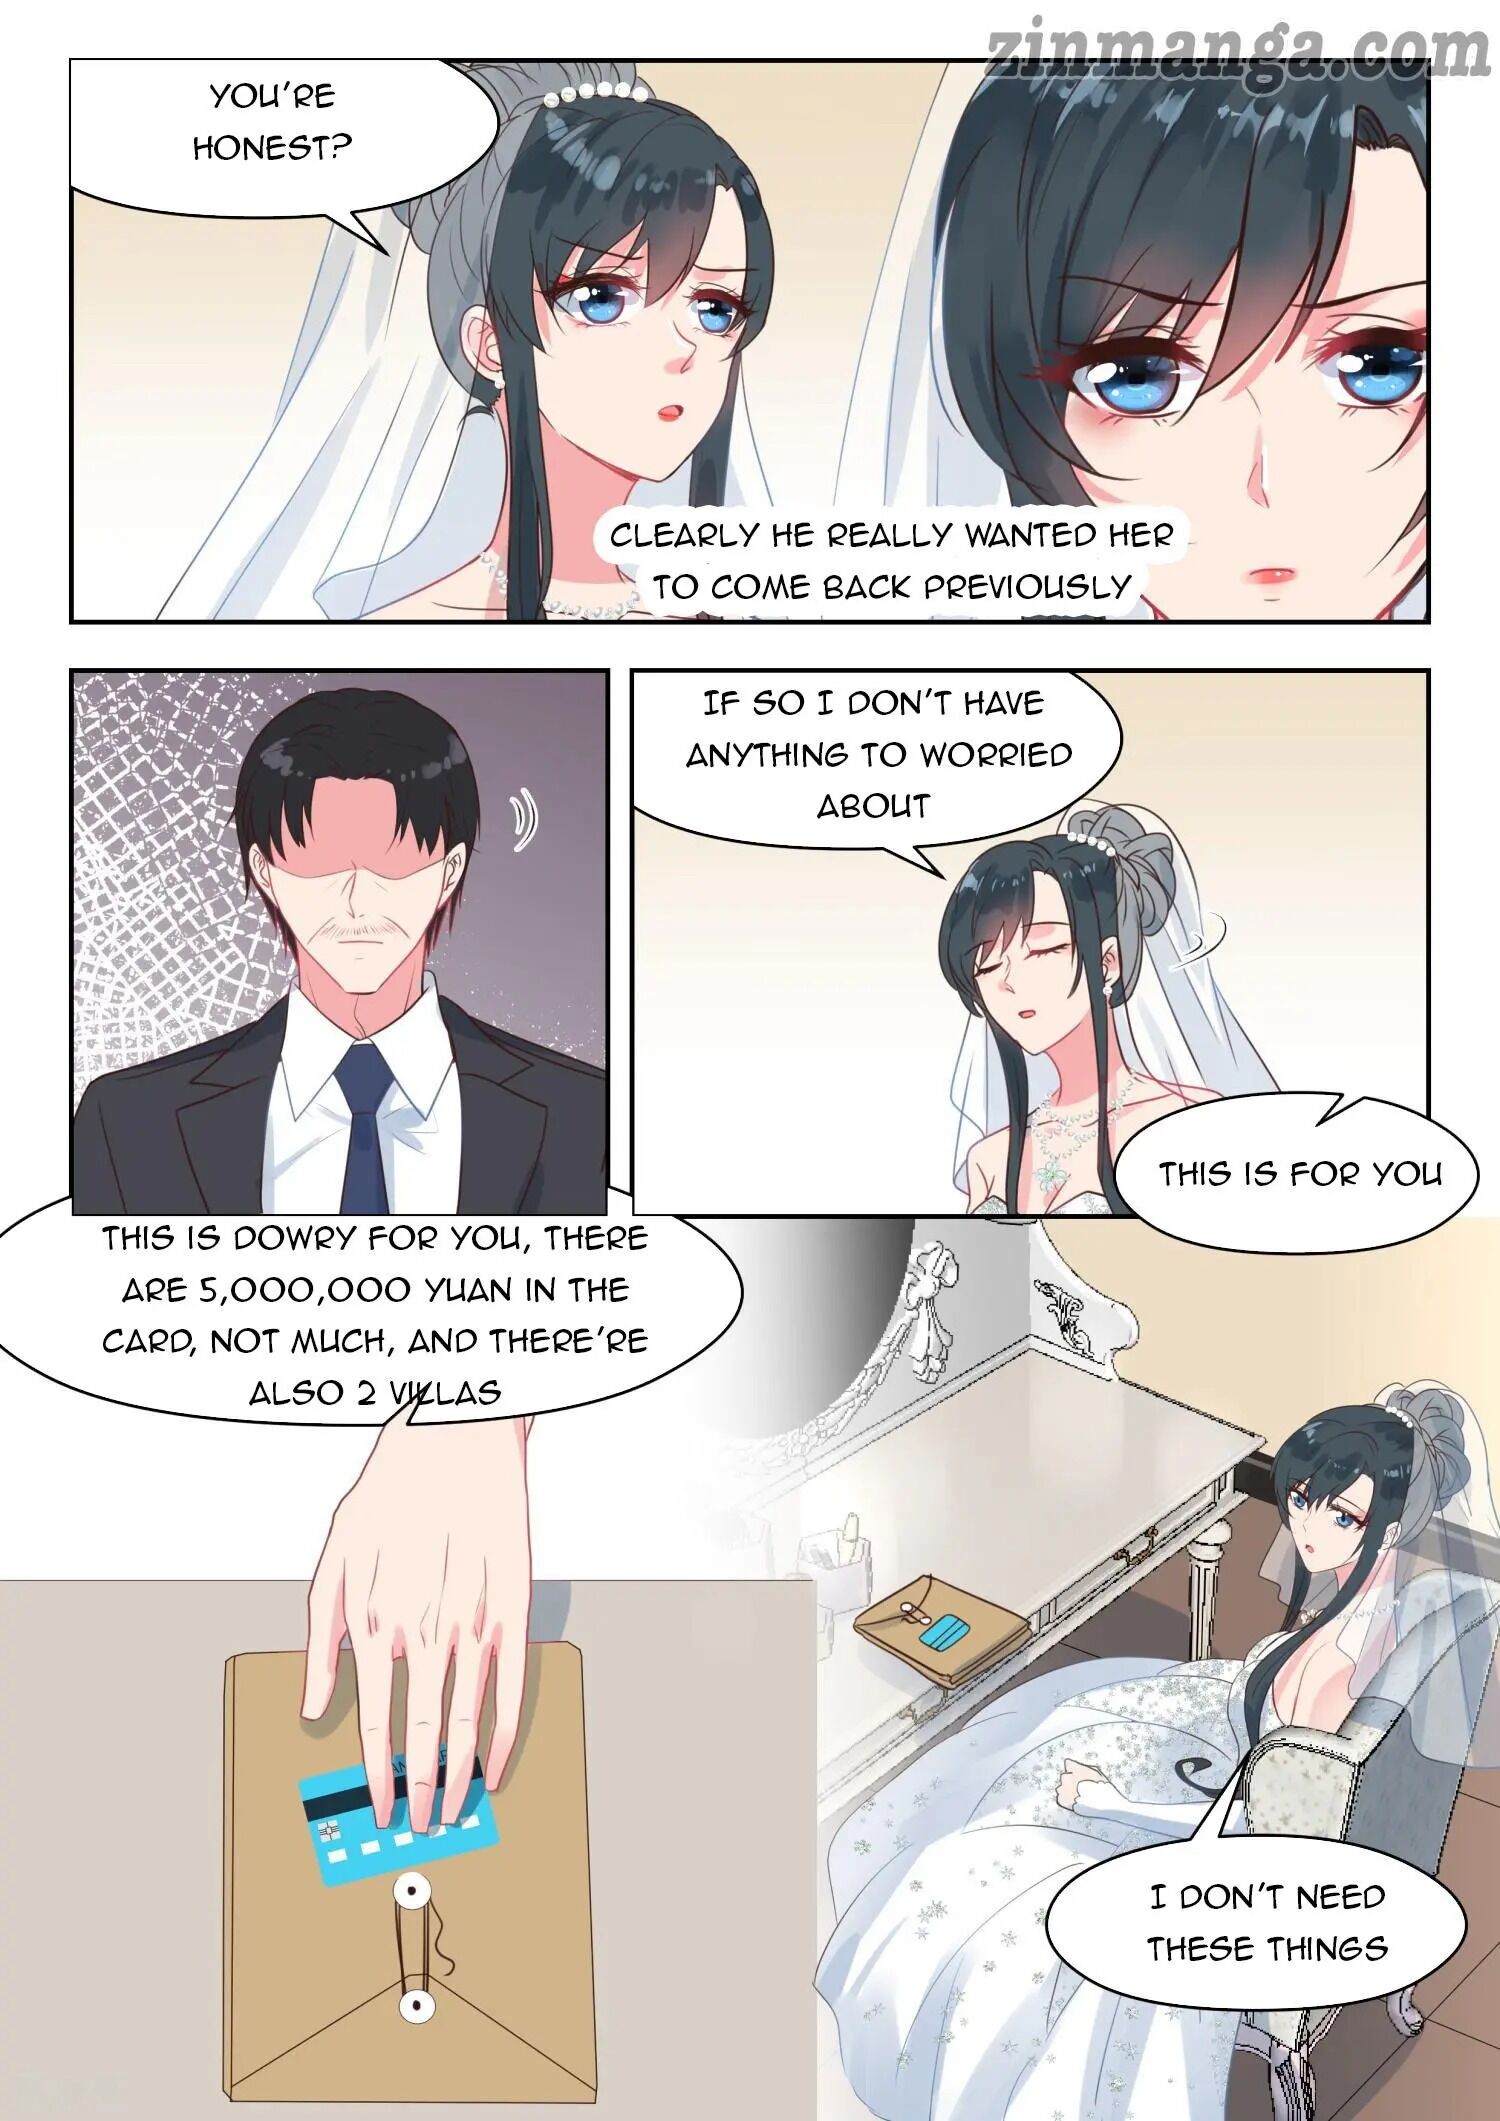 zinmanga.com
YOU'RE
HONEST?
CLEARLY HE REALLY WANTED HER
TO COME BACK PREVIOUSLY
IF SO I DON'T HAVE
ANYTHING TO WORRIED
ABOUT
THIS IS FOR YOU
THIS IS DOWRY FOR YOU, THERE
ARE 5,000,000 YUAN IN THE
CARD, NOT MUCH, AND THERE'RE
ALSO 2 VILLAS
I DON'T NEED
THESE THINGS